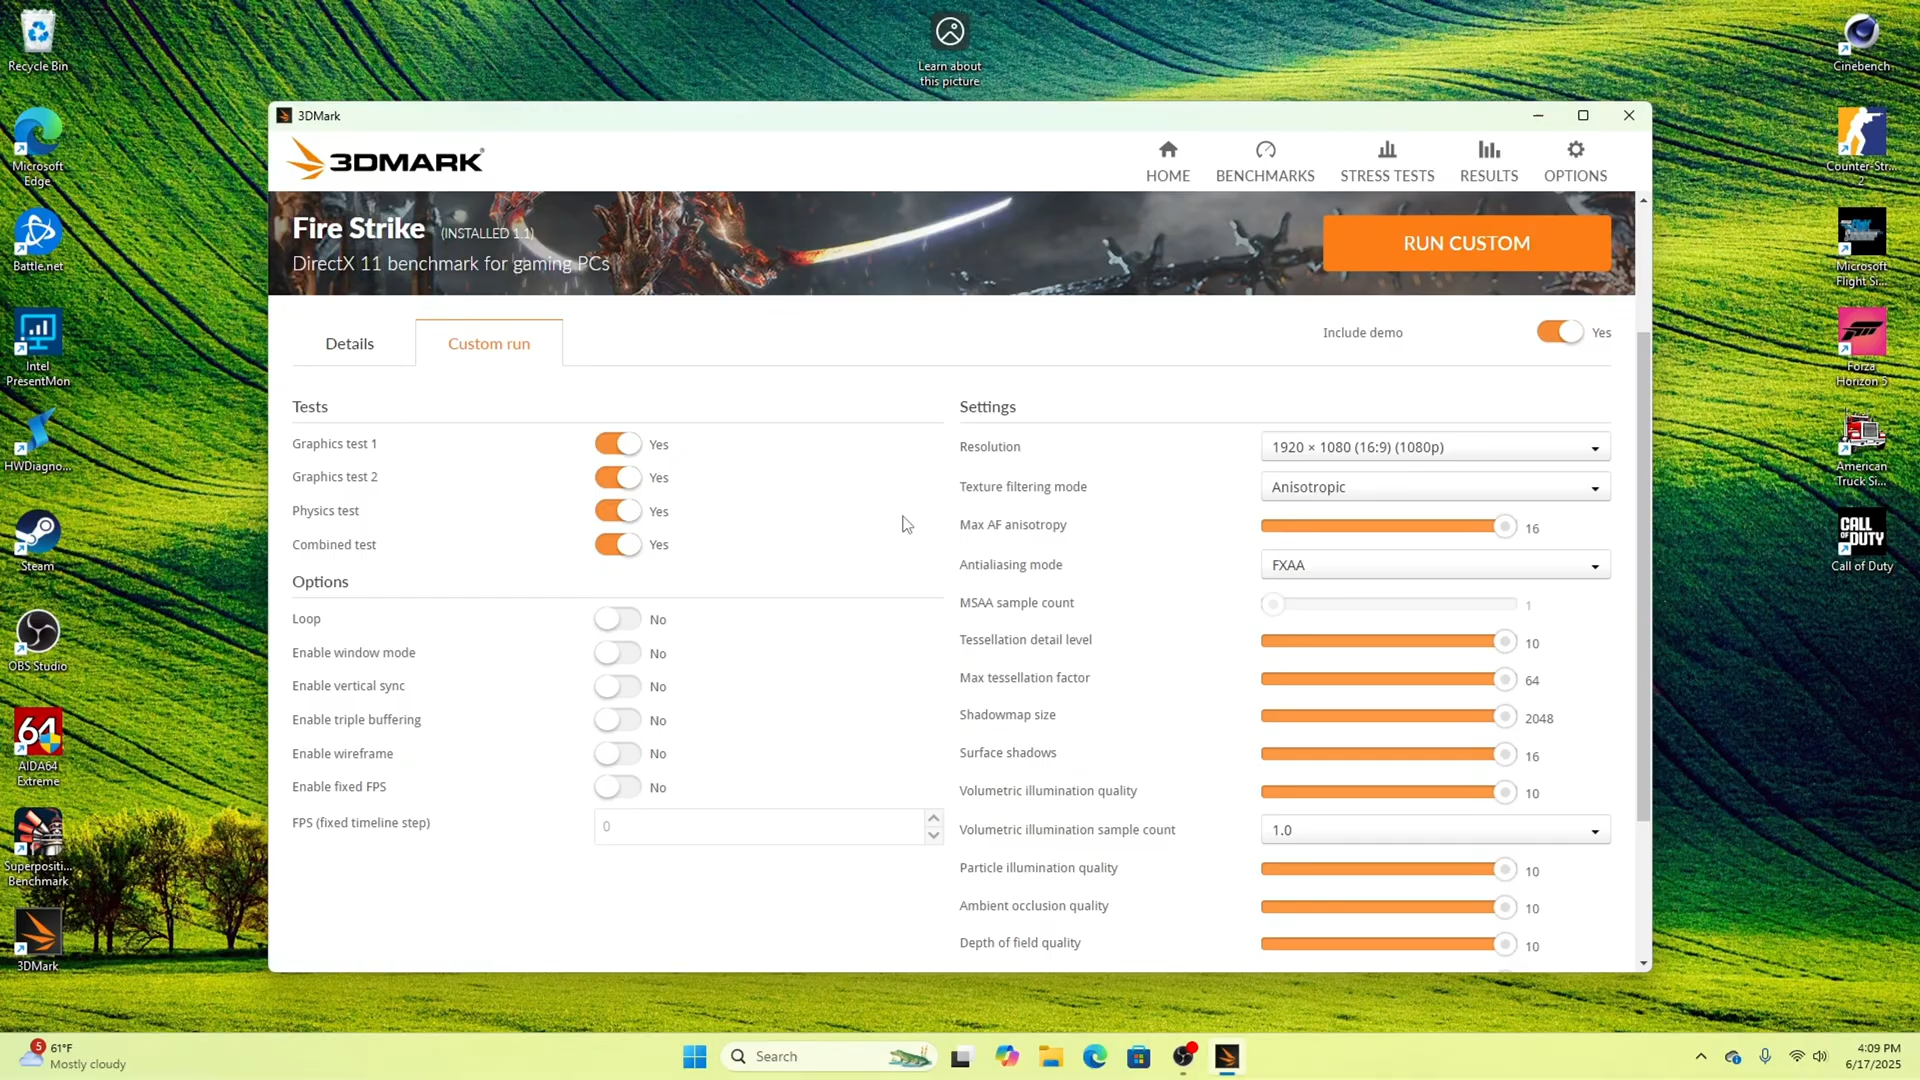 Recycle Bin
Learn about
this picture
Cinebench
Microsoft
Edge
Battle.net
Intel
PresentMon
HWDiagno...
Steam
OBS Studio
64
AIDA64
Extreme
Superpositi...
Benchmark
3DMark
Counter-Str...
2
Microsoft
Flight Si...
Forza
Horizon 5
American
Truck Si...
CALL OF
DUTY
Call of Duty
3DMark
3DMARK®
HOME
BENCHMARKS
STRESS TESTS
RESULTS
OPTIONS
Fire Strike (INSTALLED 1.1)
DirectX 11 benchmark for gaming PCs
RUN CUSTOM
Details
Custom run
Include demo Yes
Tests
Graphics test 1 Yes
Graphics test 2 Yes
Physics test Yes
Combined test Yes
Options
Loop No
Enable window mode No
Enable vertical sync No
Enable triple buffering No
Enable wireframe No
Enable fixed FPS No
FPS (fixed timeline step) 0
Settings
Resolution 1920 × 1080 (16:9) (1080p)
Texture filtering mode Anisotropic
Max AF anisotropy 16
Antialiasing mode FXAA
MSAA sample count 1
Tessellation detail level 10
Max tessellation factor 64
Shadowmap size 2048
Surface shadows 16
Volumetric illumination quality 10
Volumetric illumination sample count 1.0
Particle illumination quality 10
Ambient occlusion quality 10
Depth of field quality 10
5
61°F
Mostly cloudy
Search
4:09 PM
6/17/2025